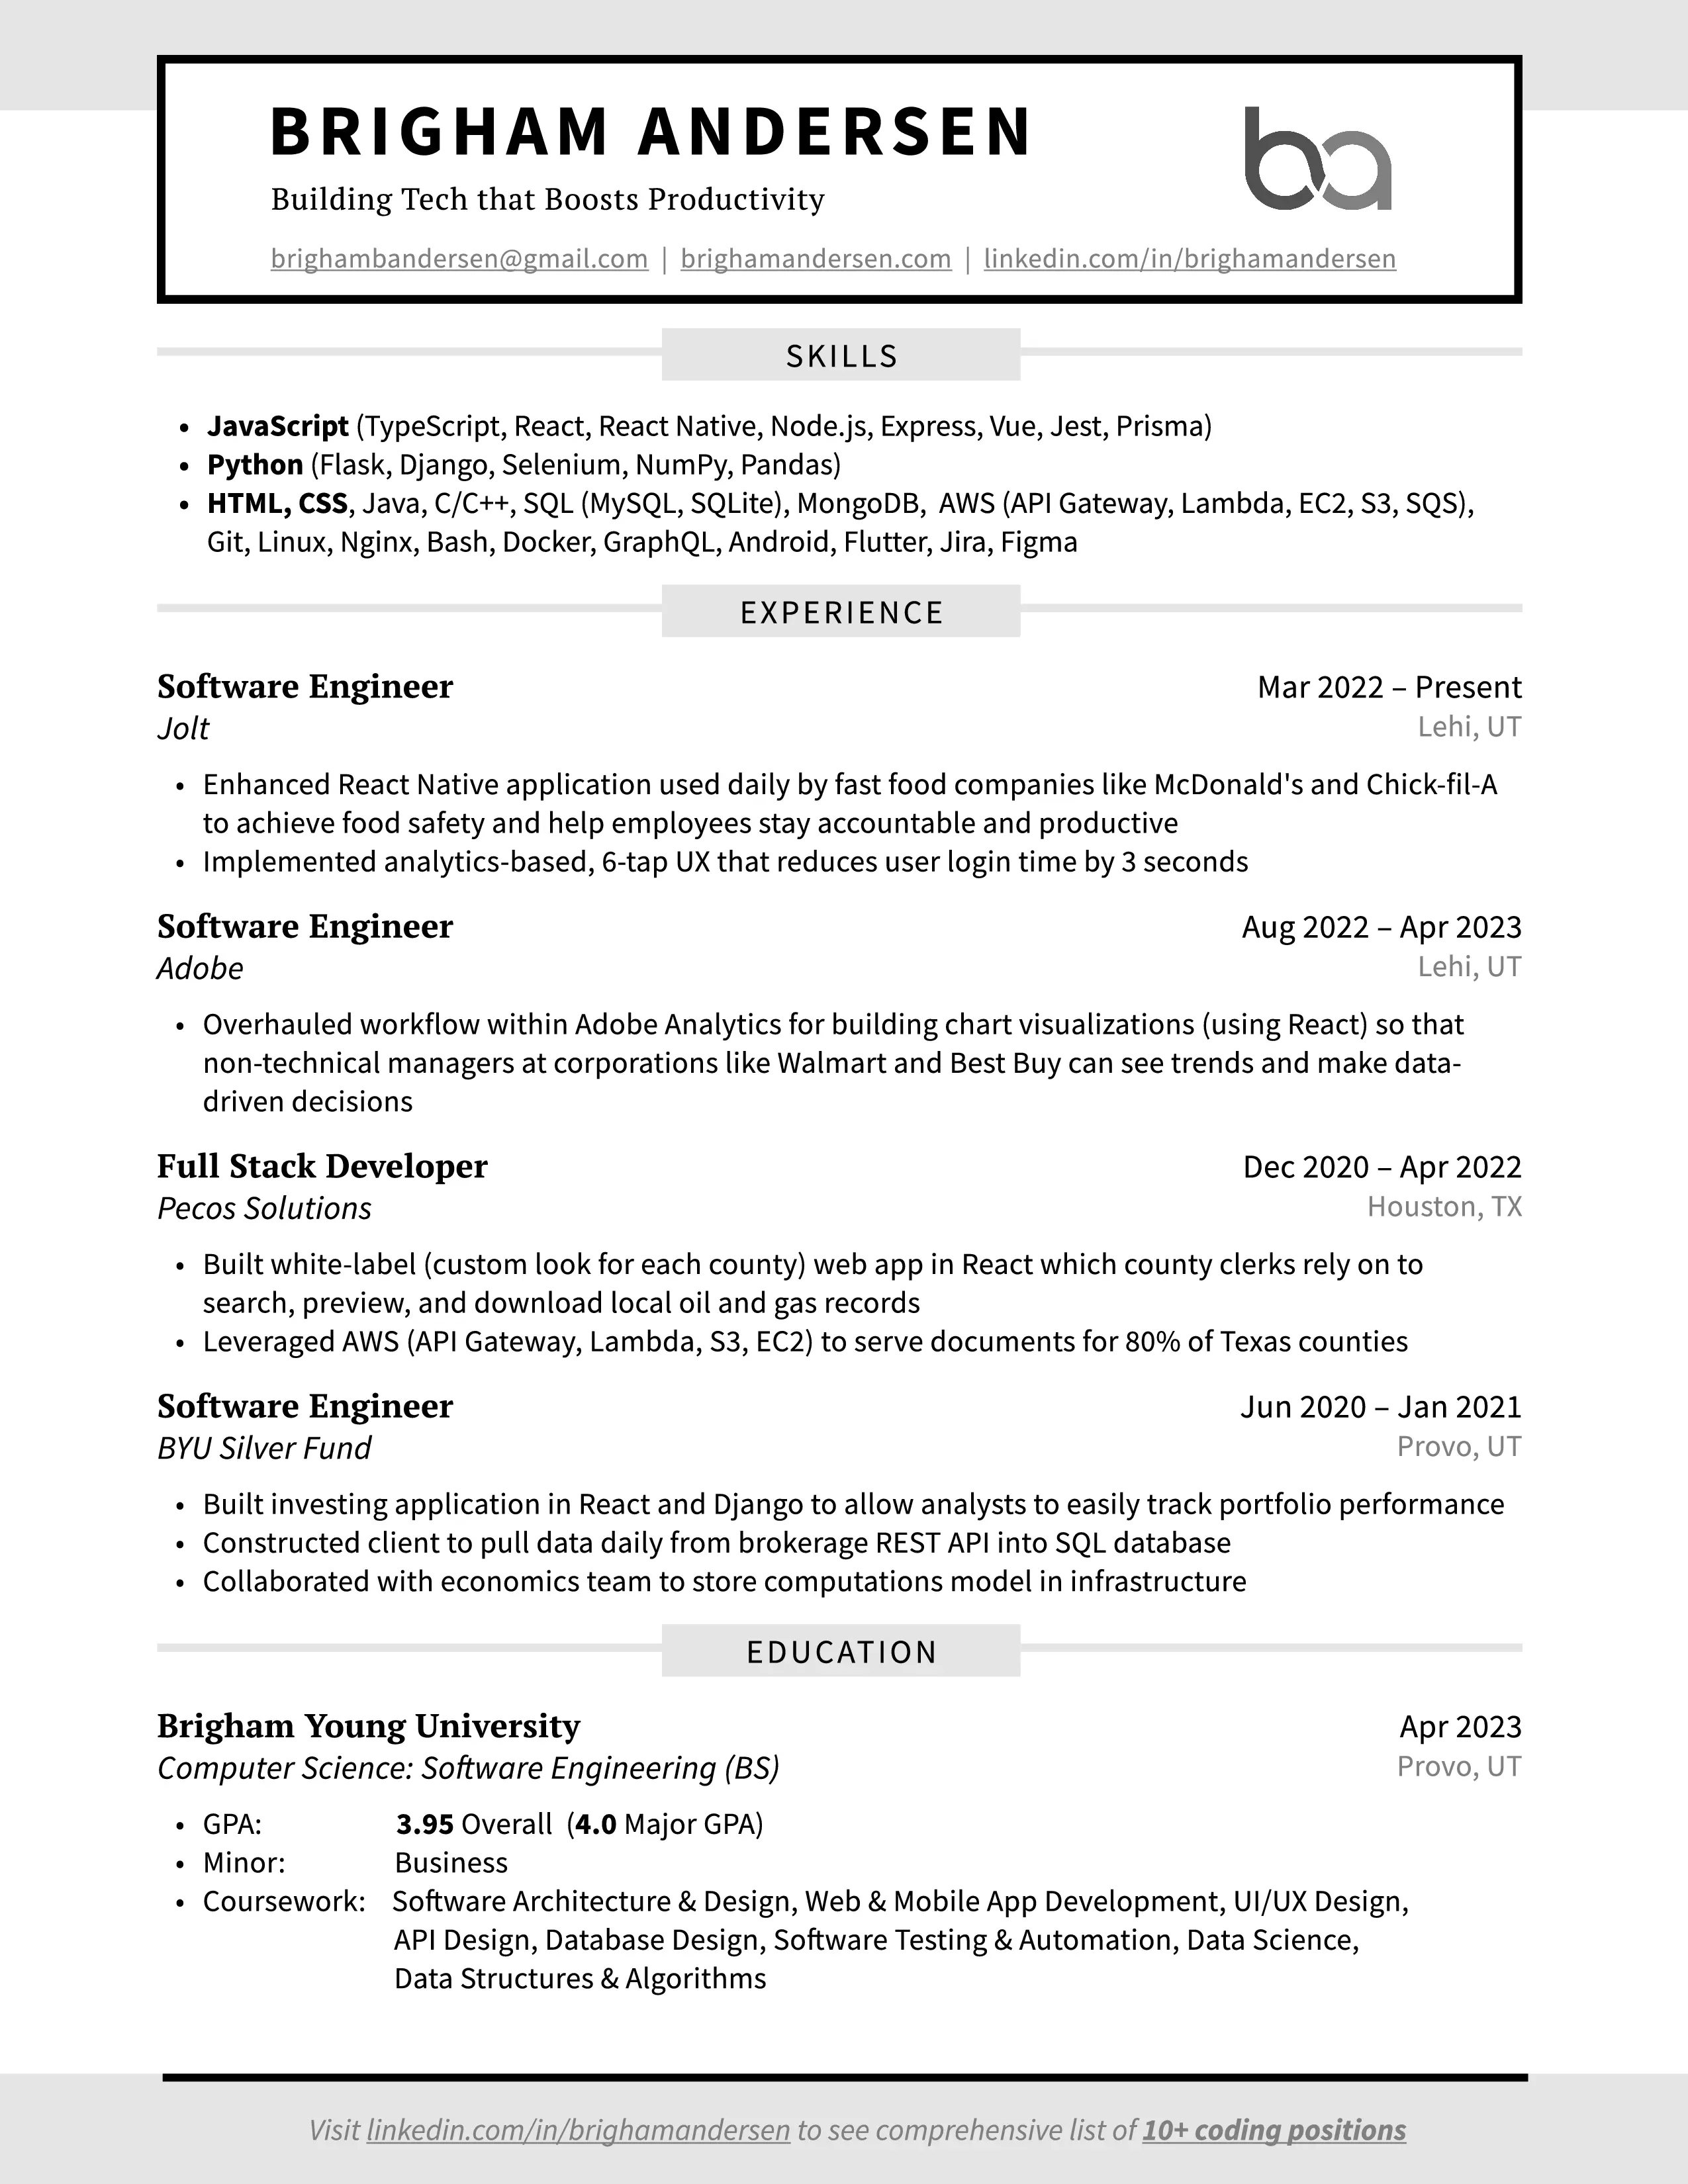 BRIGHAM ANDERSEN
ba
Building Tech that Boosts Productivity
brighambandersen@gmail.com | brighamandersen.com | linkedin.com/in/brighamandersen
SKILLS
• JavaScript (TypeScript, React, React Native, Node.js, Express, Vue, Jest, Prisma)
• Python (Flask, Django, Selenium, NumPy, Pandas)
• HTML, CSS, Java, C/C++, SQL (MySQL, SQLite), MongoDB, AWS (API Gateway, Lambda, EC2, S3, SQS),
Git, Linux, Nginx, Bash, Docker, GraphQL, Android, Flutter, Jira, Figma
EXPERIENCE
Software Engineer Mar 2022 – Present
Jolt Lehi, UT
• Enhanced React Native application used daily by fast food companies like McDonald's and Chick-fil-A
to achieve food safety and help employees stay accountable and productive
• Implemented analytics-based, 6-tap UX that reduces user login time by 3 seconds
Software Engineer Aug 2022 – Apr 2023
Adobe Lehi, UT
• Overhauled workflow within Adobe Analytics for building chart visualizations (using React) so that
non-technical managers at corporations like Walmart and Best Buy can see trends and make data-
driven decisions
Full Stack Developer Dec 2020 – Apr 2022
Pecos Solutions Houston, TX
• Built white-label (custom look for each county) web app in React which county clerks rely on to
search, preview, and download local oil and gas records
• Leveraged AWS (API Gateway, Lambda, S3, EC2) to serve documents for 80% of Texas counties
Software Engineer Jun 2020 – Jan 2021
BYU Silver Fund Provo, UT
• Built investing application in React and Django to allow analysts to easily track portfolio performance
• Constructed client to pull data daily from brokerage REST API into SQL database
• Collaborated with economics team to store computations model in infrastructure
EDUCATION
Brigham Young University Apr 2023
Computer Science: Software Engineering (BS) Provo, UT
• GPA: 3.95 Overall (4.0 Major GPA)
• Minor: Business
• Coursework: Software Architecture & Design, Web & Mobile App Development, UI/UX Design,
API Design, Database Design, Software Testing & Automation, Data Science,
Data Structures & Algorithms
Visit linkedin.com/in/brighamandersen to see comprehensive list of 10+ coding positions